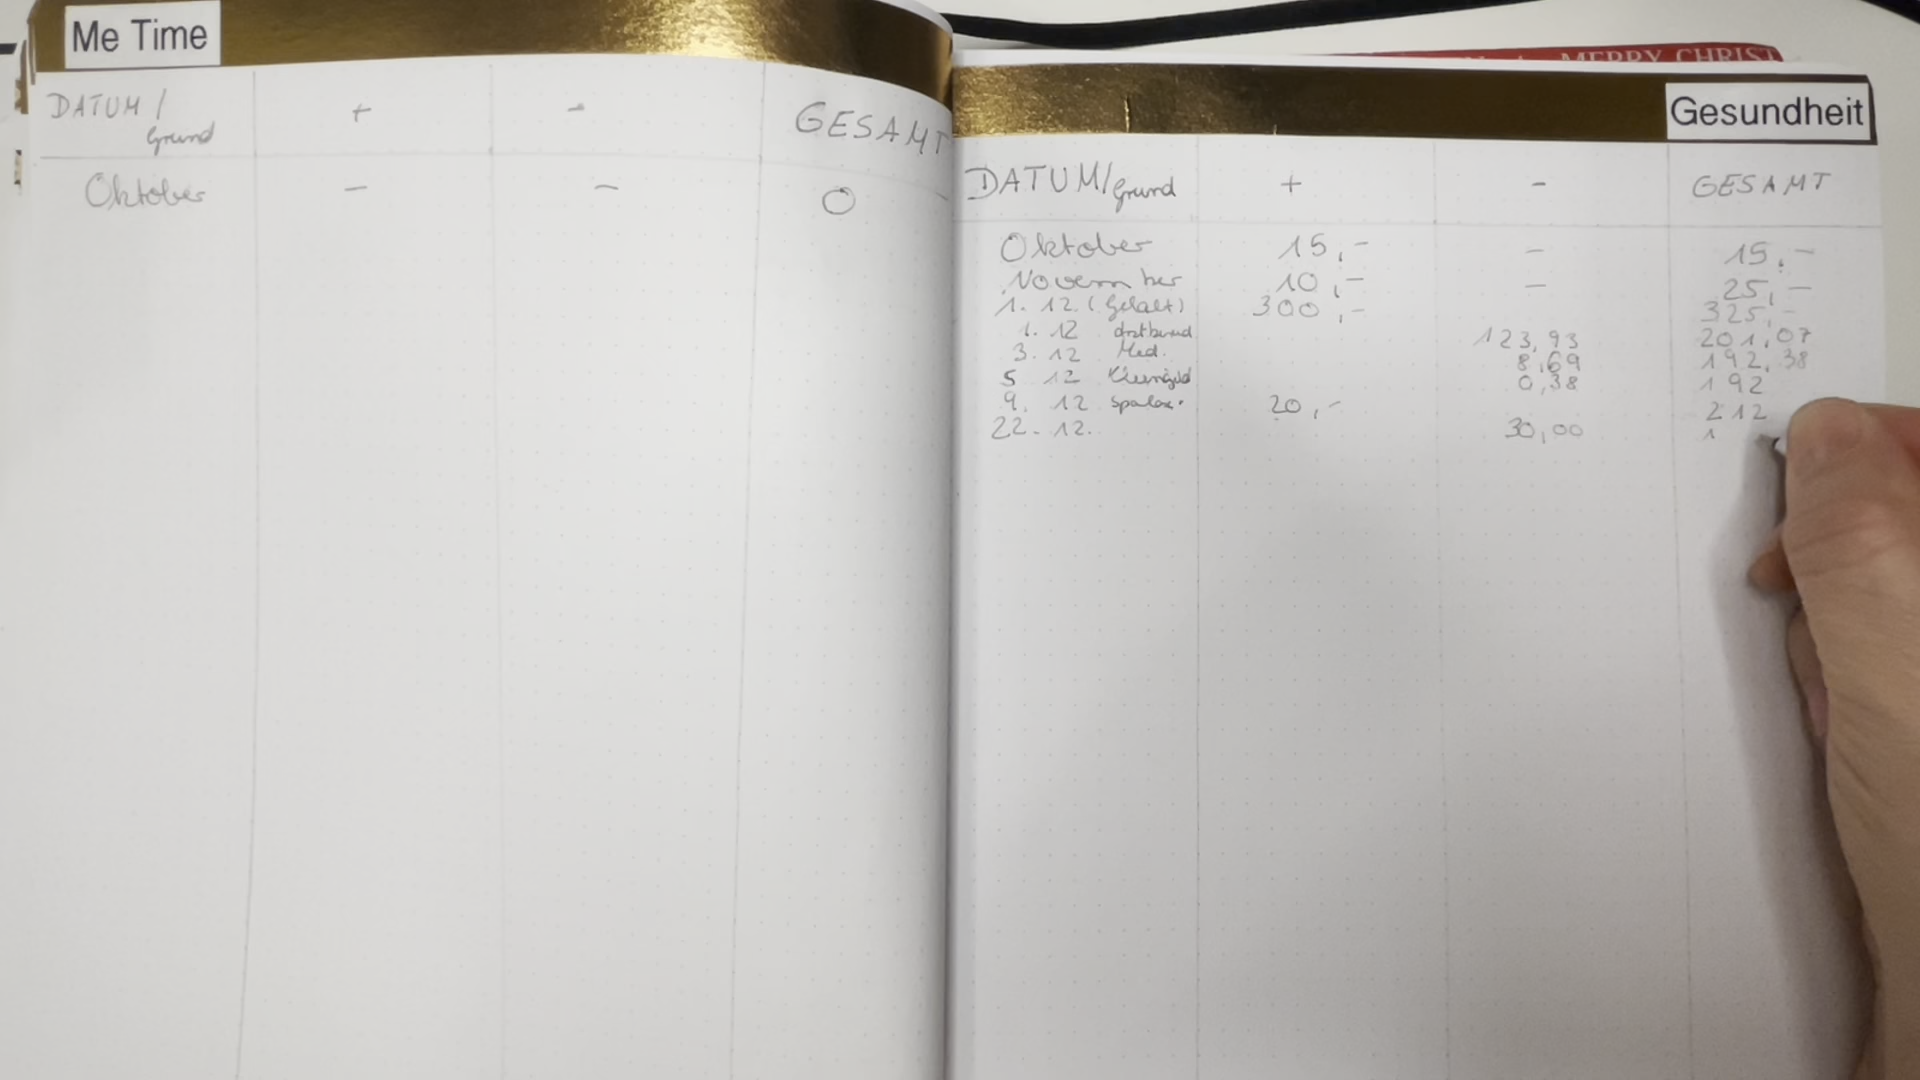 Me Time
DATUM / Grund + - GESAMT
Oktober - - 0
MERRY CHRIST
Gesundheit
DATUM/Grund + - GESAMT
Oktober 15,- - 15,-
November 10,- - 25,-
1. 12. (Gehalt) 300,- 325,-
1. 12 123,93 201,07
3. 12 Med. 8,69 192,38
5 12 Kleingeld 0,38 192
9. 12 20,- 212
22. 12. 30,00 1